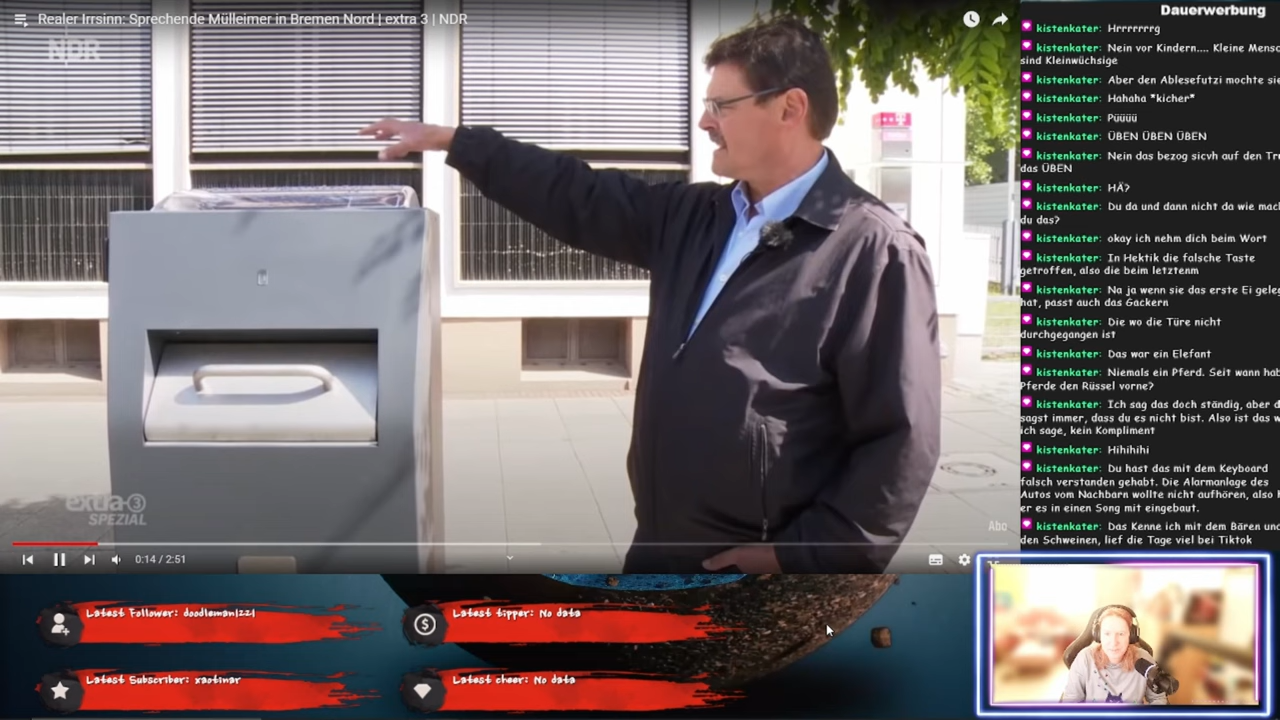 Realer Irrsinn: Sprechende Mülleimer in Bremen Nord | extra 3 | NDR
NDR
extra 3
SPEZIAL
Abo
0:14 / 2:51
Dauerwerbung
kistenkater: Hrrrrrrrg
kistenkater: Nein vor Kindern.... Kleine
sind Kleinwüchsige
kistenkater: Aber den Ablesefutzi mochte
kistenkater: Hahaha *kicher*
kistenkater: Püüüü
kistenkater: ÜBEN ÜBEN ÜBEN
kistenkater: Nein das bezog sicvh auf den
das ÜBEN
kistenkater: HÄ?
kistenkater: Du da und dann nicht da wie
du das?
kistenkater: okay ich nehm dich beim Wort
kistenkater: In Hektik die falsche Taste
getroffen, also die beim letztenm
kistenkater: Na ja wenn sie das erste Ei
hat, passt auch das Gackern
kistenkater: Die wo die Türe nicht
durchgegangen ist
kistenkater: Das war ein Elefant
kistenkater: Niemals ein Pferd. Seit wann
Pferde den Rüssel vorne?
kistenkater: Ich sag das doch ständig, aber
sagst immer, dass du es nicht bist. Also ist das
ich sage, kein Kompliment
kistenkater: Hihihihi
kistenkater: Du hast das mit dem Keyboard
falsch verstanden gehabt. Die Alarmanlage des
Autos vom Nachbarn wollte nicht aufhören, also
er es in einen Song mit eingebaut.
kistenkater: Das Kenne ich mit dem Bären
den Schweinen, lief die Tage viel bei Tiktok
Latest Follower: doodleman1221
Latest tipper: No data
Latest Subscriber: xaotinar
Latest cheer: No data